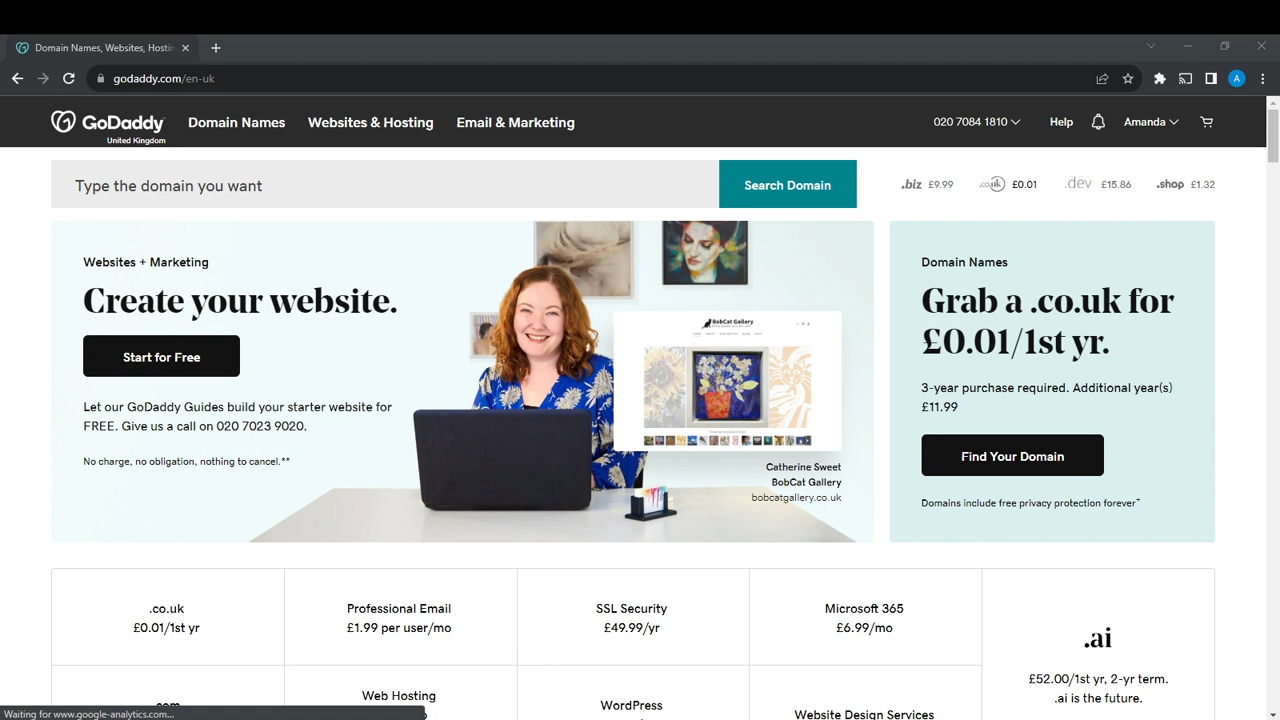 Domain Names, Websites, Hostin
godaddy.com/en-uk
A
GoDaddy
United Kingdom
Domain Names
Websites & Hosting
Email & Marketing
020 7084 1810
Help
Amanda
Type the domain you want
Search Domain
.biz £9.99
.co.uk £0.01
.dev £15.86
.shop £1.32
Websites + Marketing
Create your website.
Start for Free
Let our GoDaddy Guides build your starter website for
FREE. Give us a call on 020 7023 9020.
No charge, no obligation, nothing to cancel.**
BobCat Gallery
Catherine Sweet
BobCat Gallery
bobcatgallery.co.uk
Domain Names
Grab a .co.uk for
£0.01/1st yr.
3-year purchase required. Additional year(s)
£11.99
Find Your Domain
Domains include free privacy protection forever+
.co.uk
£0.01/1st yr
Professional Email
£1.99 per user/mo
SSL Security
£49.99/yr
Microsoft 365
£6.99/mo
.ai
£52.00/1st yr, 2-yr term.
.ai is the future.
.com
Web Hosting
WordPress
Website Design Services
Waiting for www.google-analytics.com...